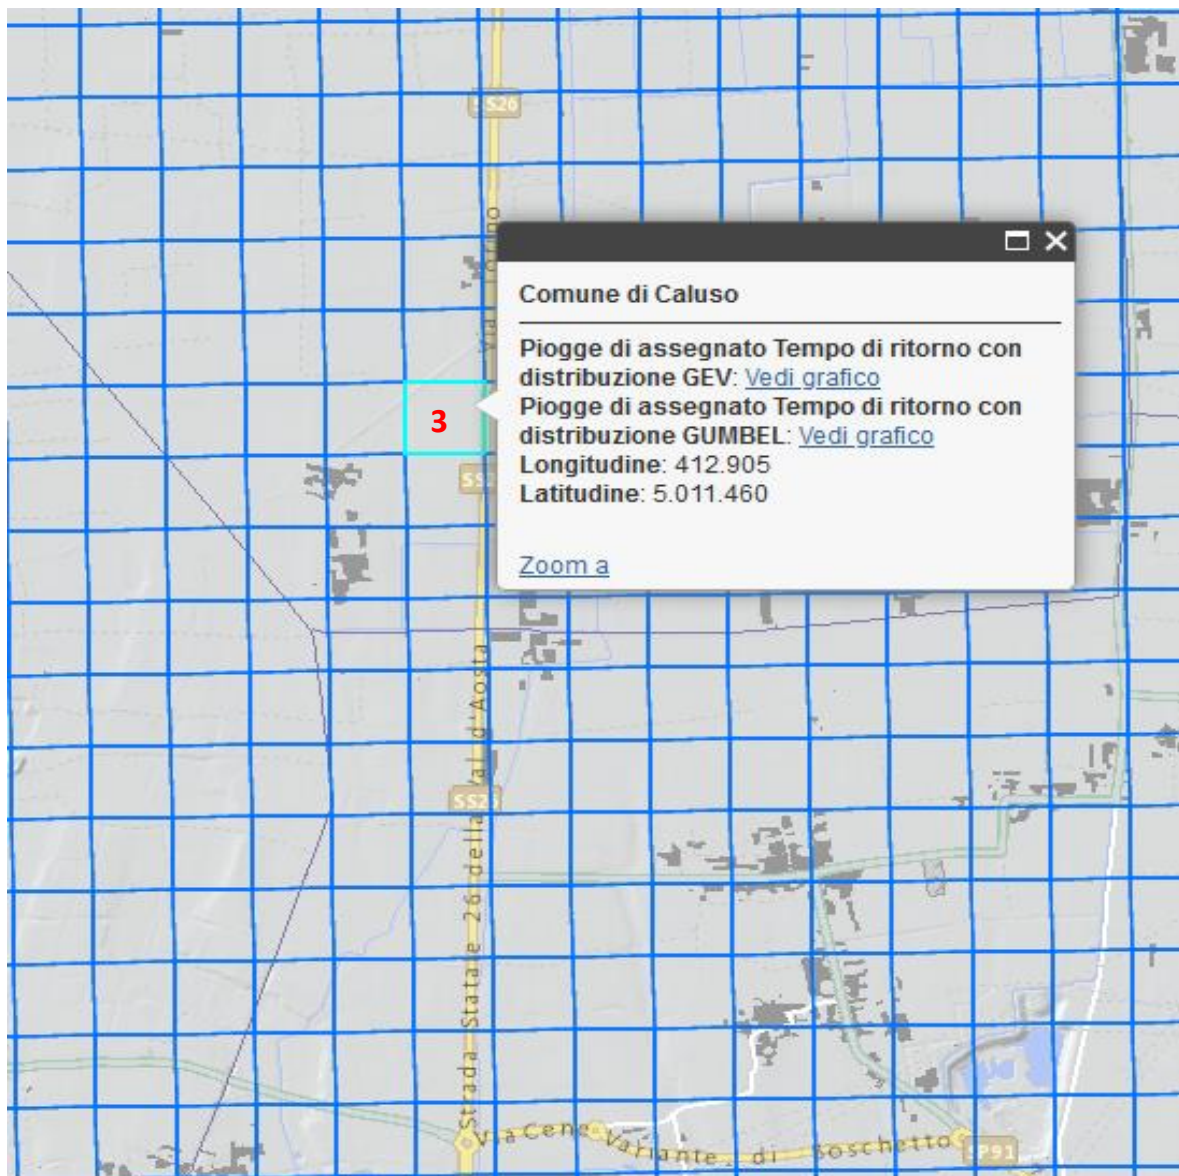 SS26
Via Torino
Comune di Caluso
Piogge di assegnato Tempo di ritorno con
distribuzione GEV: Vedi grafico
Piogge di assegnato Tempo di ritorno con
distribuzione GUMBEL: Vedi grafico
Longitudine: 412.905
Latitudine: 5.011.460
Zoom a
3
Strada Statale 26 della Val d'Aosta
SS26
Via Cene
Variante di Boschetto
SP91